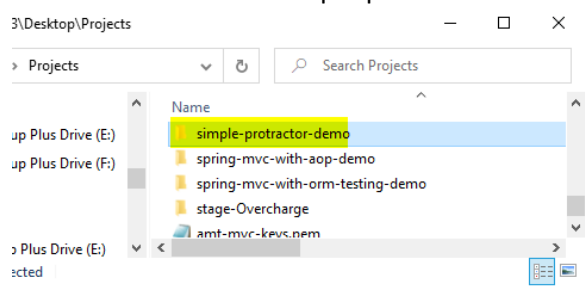 3\Desktop\Projects
Projects
Search Projects
Name
up Plus Drive (E:)
simple-protractor-demo
up Plus Drive (F:)
spring-mvc-with-aop-demo
spring-mvc-with-orm-testing-demo
stage-Overcharge
amt-mvc-keys.pem
o Plus Drive (E:)
ected